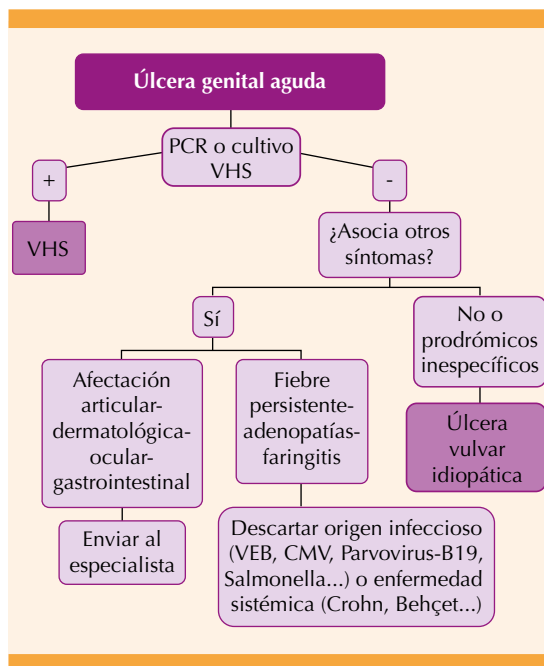 Úlcera genital aguda
PCR o cultivo
VHS
+
-
VHS
¿Asocia otros
síntomas?
Sí
No o
prodrómicos
inespecíficos
Afectación
articular-
dermatológica-
ocular-
gastrointestinal
Fiebre
persistente-
adenopatías-
faringitis
Úlcera
vulvar
idiopática
Enviar al
especialista
Descartar origen infeccioso
(VEB, CMV, Parvovirus-B19,
Salmonella...) o enfermedad
sistémica (Crohn, Behçet...)